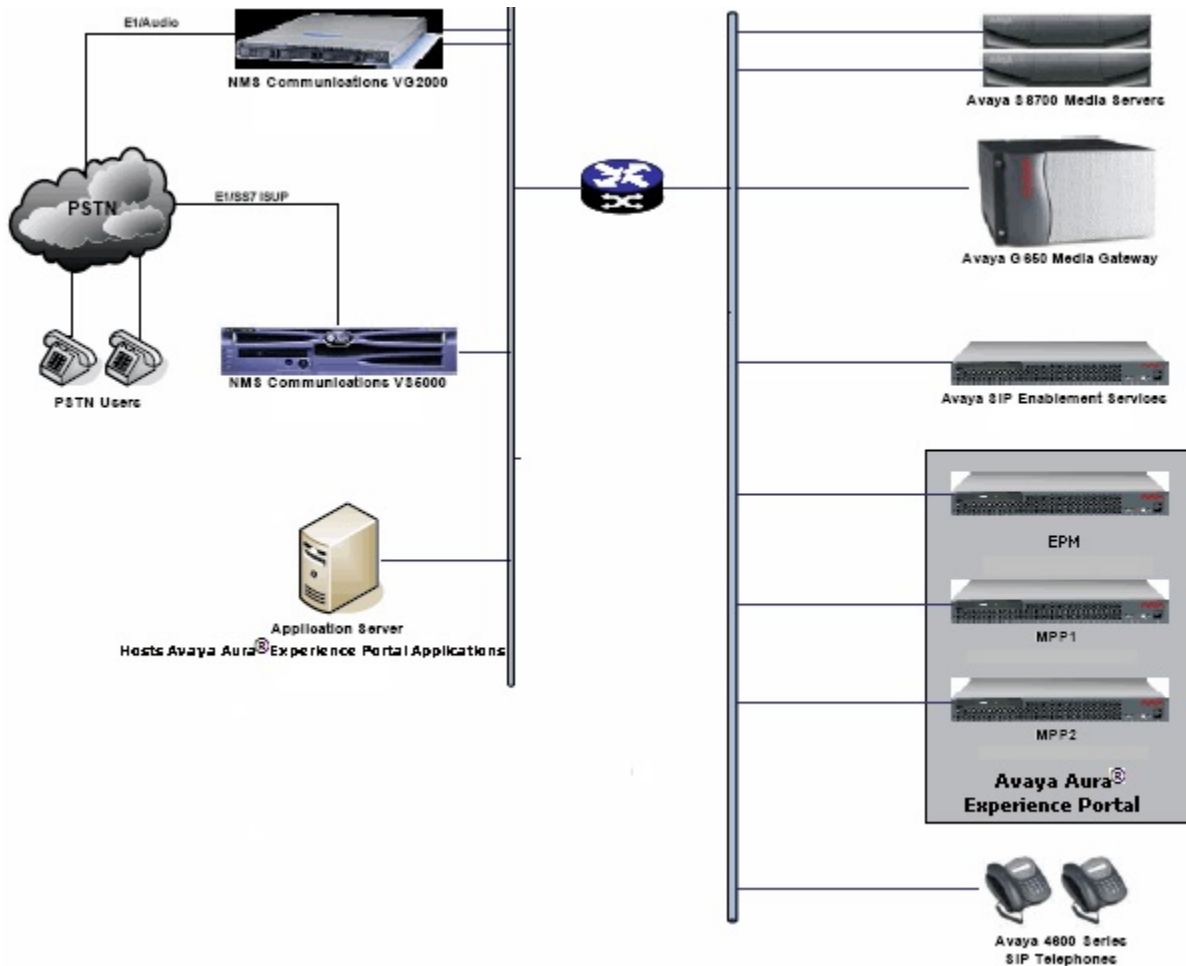 E1/Audio
NMS Communications VG2000
Avaya S8700 Media Servers
PSTN
E1/SS7 ISUP
Avaya G650 Media Gateway
NMS Communications VS5000
PSTN Users
Avaya SIP Enablement Services
EPM
Application Server
Hosts Avaya Aura® Experience Portal Applications
MPP1
MPP2
Avaya Aura®
Experience Portal
Avaya 4600 Series
SIP Telephones